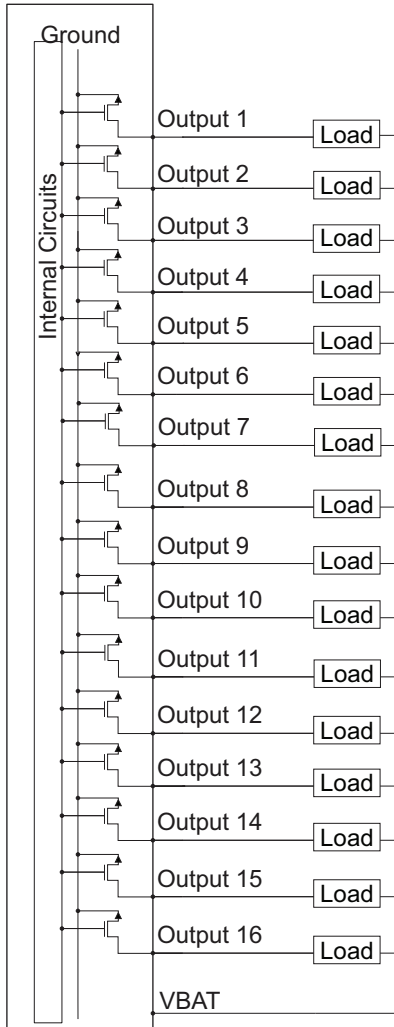 Ground
Internal Circuits
Output 1
Load
Output 2
Load
Output 3
Load
Output 4
Load
Output 5
Load
Output 6
Load
Output 7
Load
Output 8
Load
Output 9
Load
Output 10
Load
Output 11
Load
Output 12
Load
Output 13
Load
Output 14
Load
Output 15
Load
Output 16
Load
VBAT